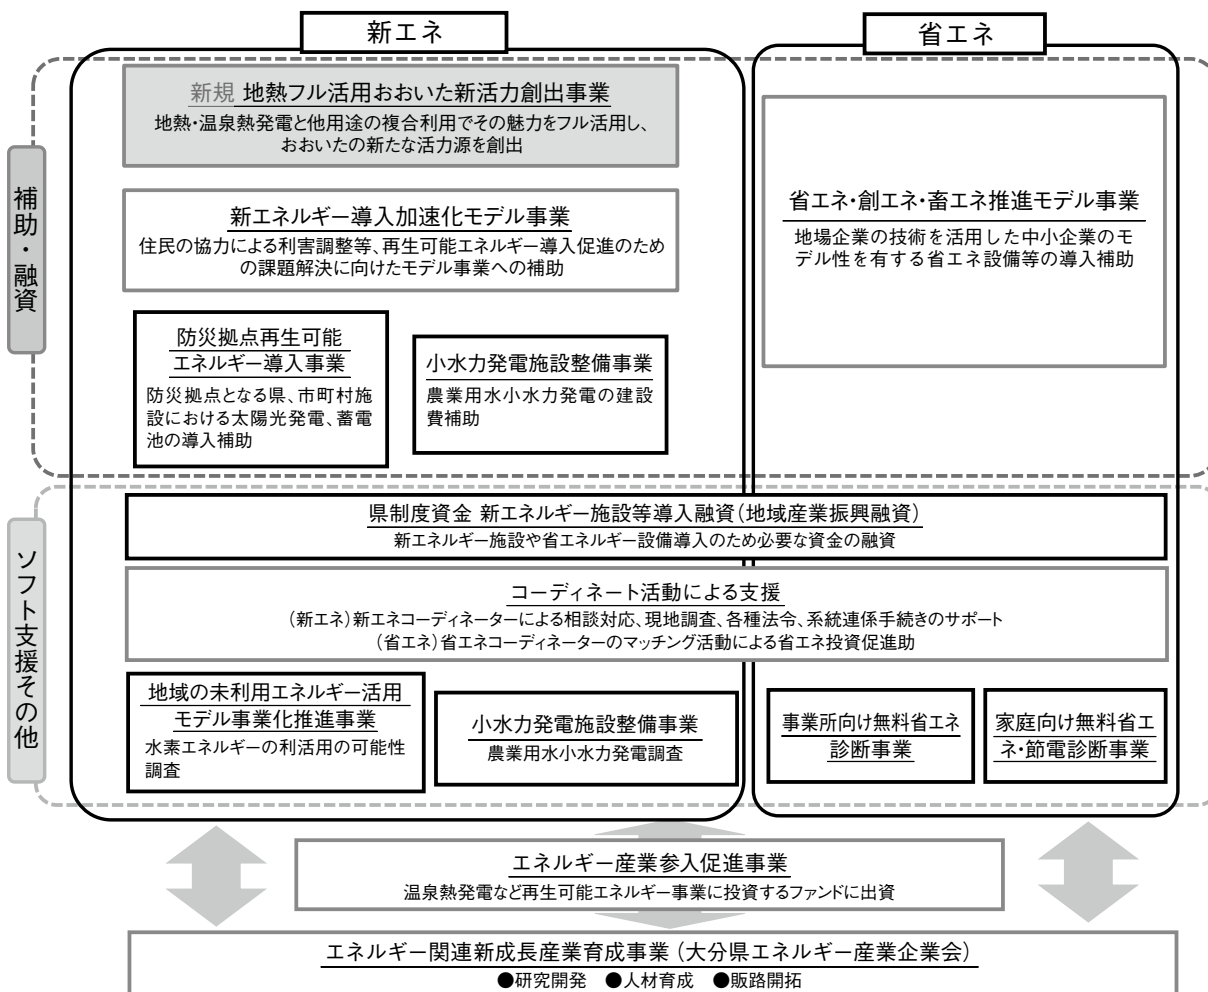 新エネ
省エネ
補助・融資
新規 地熱フル活用おおいた新活力創出事業
地熱・温泉熱発電と他用途の複合利用でその魅力をフル活用し、
おおいたの新たな活力源を創出
新エネルギー導入加速化モデル事業
住民の協力による利害調整等、再生可能エネルギー導入促進のため
の課題解決に向けたモデル事業への補助
防災拠点再生可能
エネルギー導入事業
防災拠点となる県、市町村施
設における太陽光発電、蓄電
池の導入補助
小水力発電施設整備事業
農業用水小水力発電の建設
費補助
省エネ・創エネ・畜エネ推進モデル事業
地場企業の技術を活用した中小企業のモ
デル性を有する省エネ設備等の導入補助
ソフト支援その他
県制度資金 新エネルギー施設等導入融資（地域産業振興融資）
新エネルギー施設や省エネルギー設備導入のため必要な資金の融資
コーディネート活動による支援
（新エネ）新エネコーディネーターによる相談対応、現地調査、各種法令、系統連係手続きのサポート
（省エネ）省エネコーディネーターのマッチング活動による省エネ投資促進助
地域の未利用エネルギー活用
モデル事業化推進事業
水素エネルギーの利活用の可能性
調査
小水力発電施設整備事業
農業用水小水力発電調査
事業所向け無料省エネ
診断事業
家庭向け無料省エ
ネ・節電診断事業
エネルギー産業参入促進事業
温泉熱発電など再生可能エネルギー事業に投資するファンドに出資
エネルギー関連新成長産業育成事業（大分県エネルギー産業企業会）
●研究開発 ●人材育成 ●販路開拓